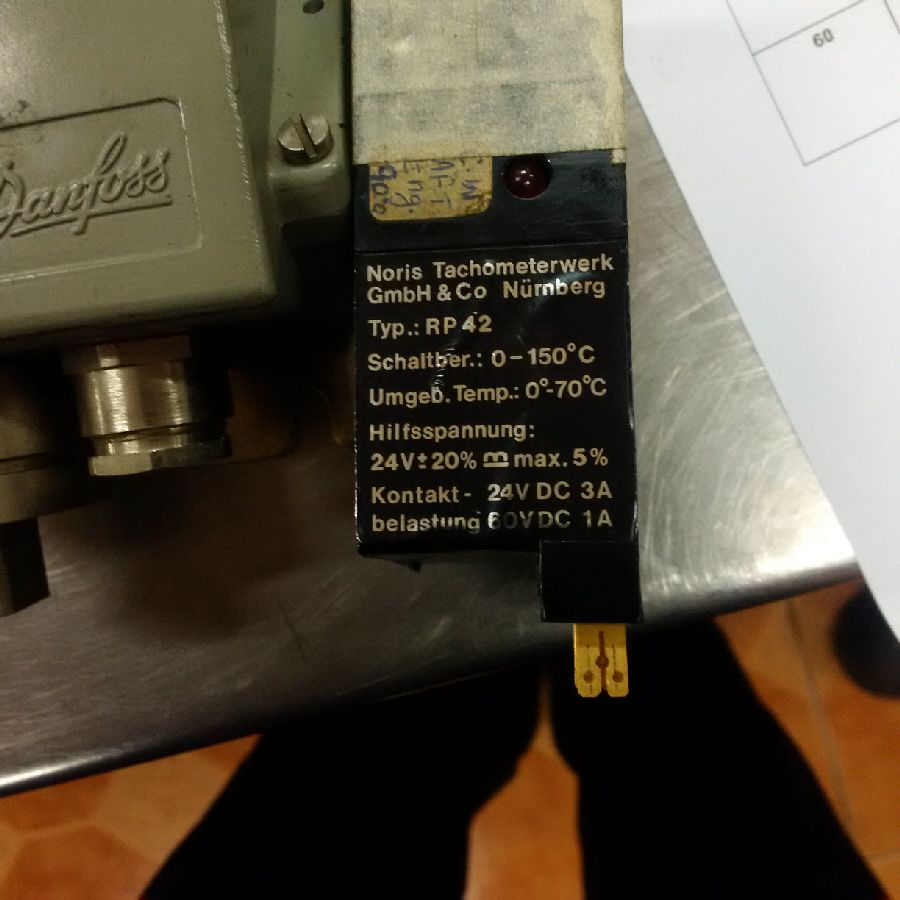 Danfoss
60
Noris Tachometerwerk
GmbH & Co Nürnberg
Typ.: RP 42
Schaltber.: 0-150°C
Umgeb. Temp.: 0°-70°C
Hilfsspannung:
24V±20% max. 5%
Kontakt- 24V DC 3A
belastung 60V DC 1A